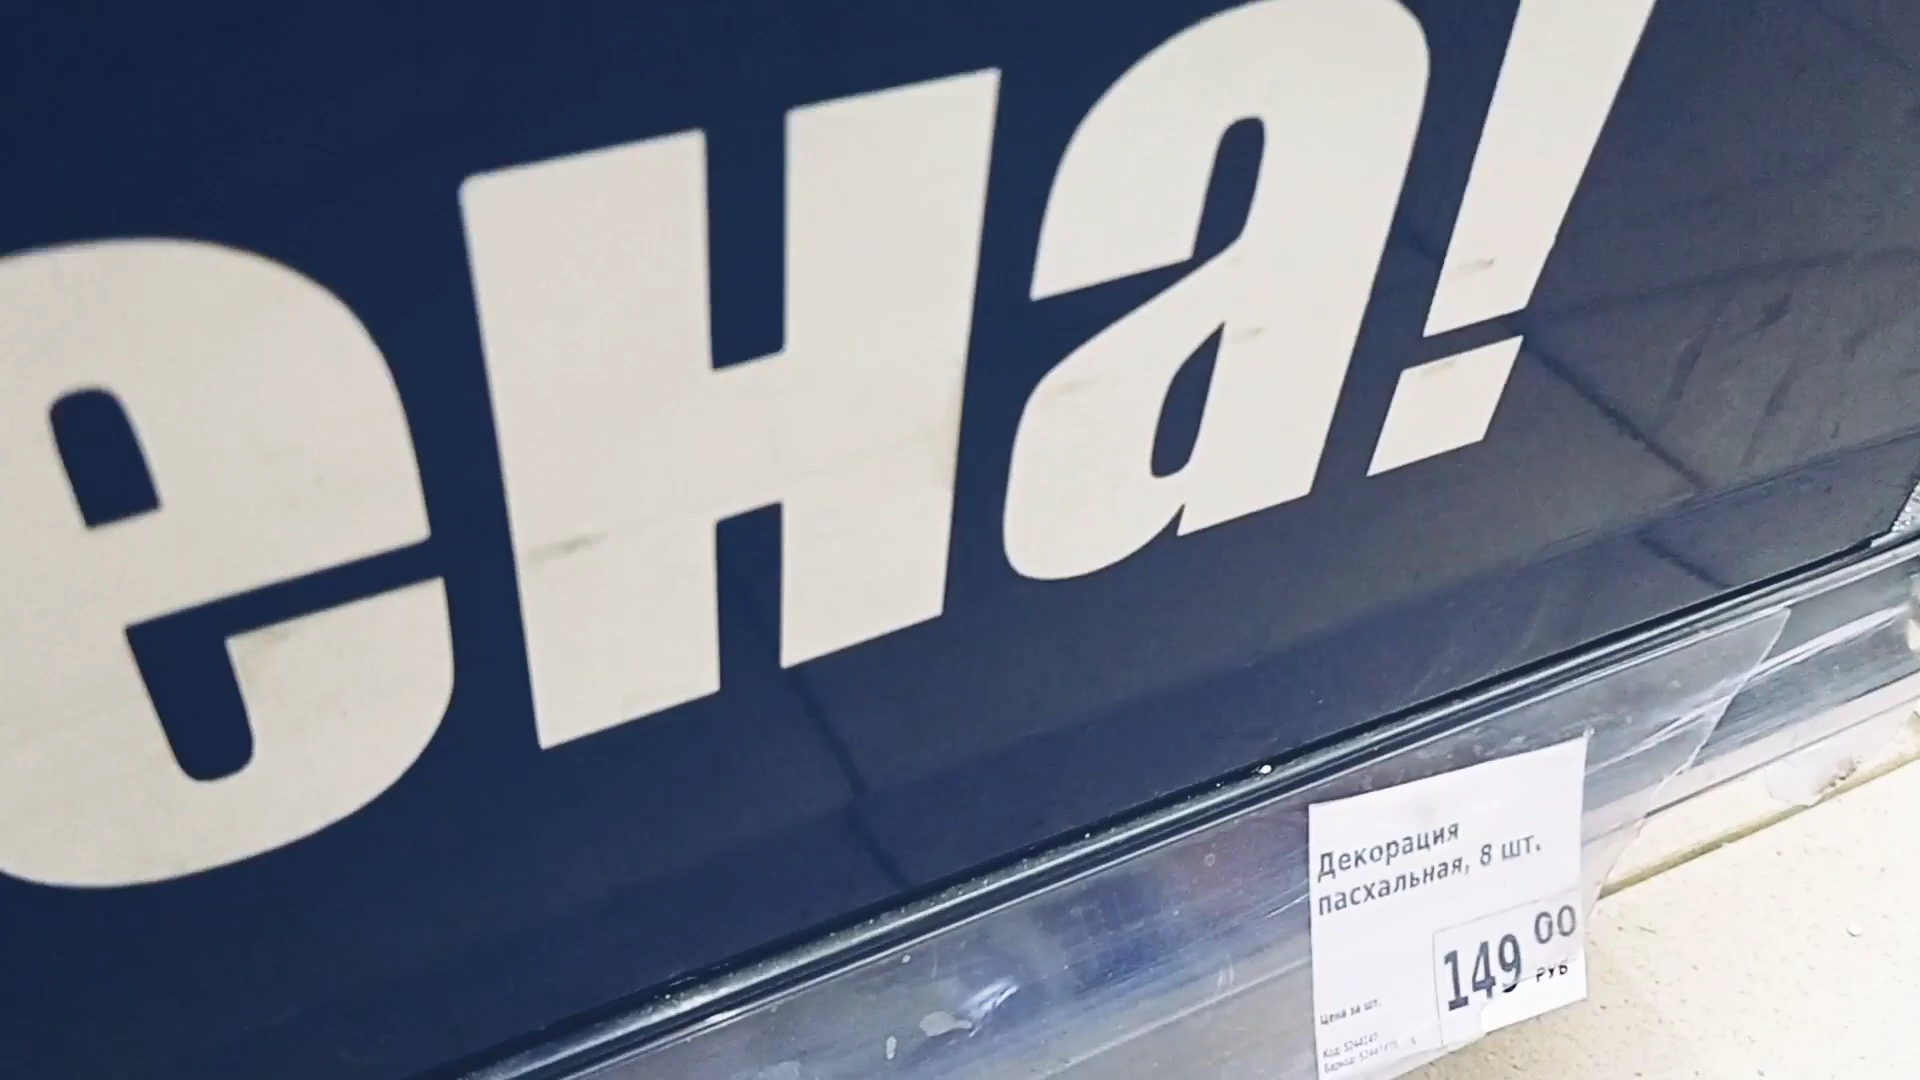 ена!
Декорация
пасхальная, 8 шт.
149 00
РУБ
Цена за шт.